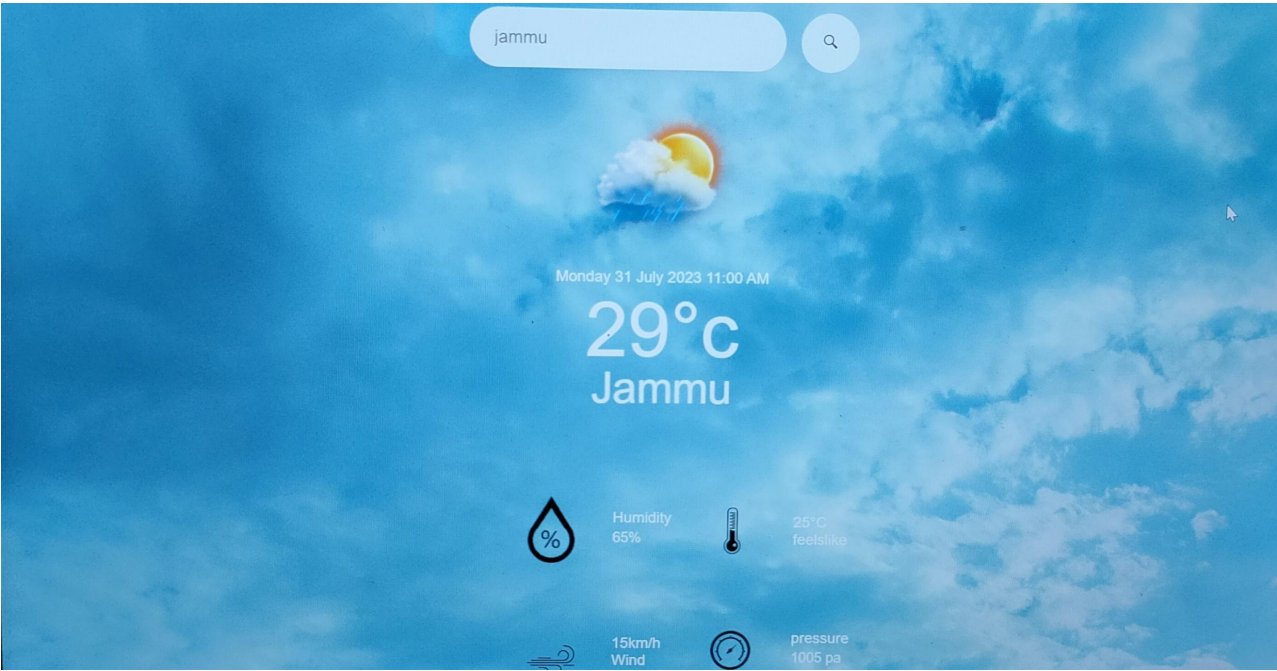 jammu
Monday 31 July 2023 11:00 AM
29°c
Jammu
%
Humidity
65%
25°C
feelslike
15km/h
Wind
pressure
1005 pa